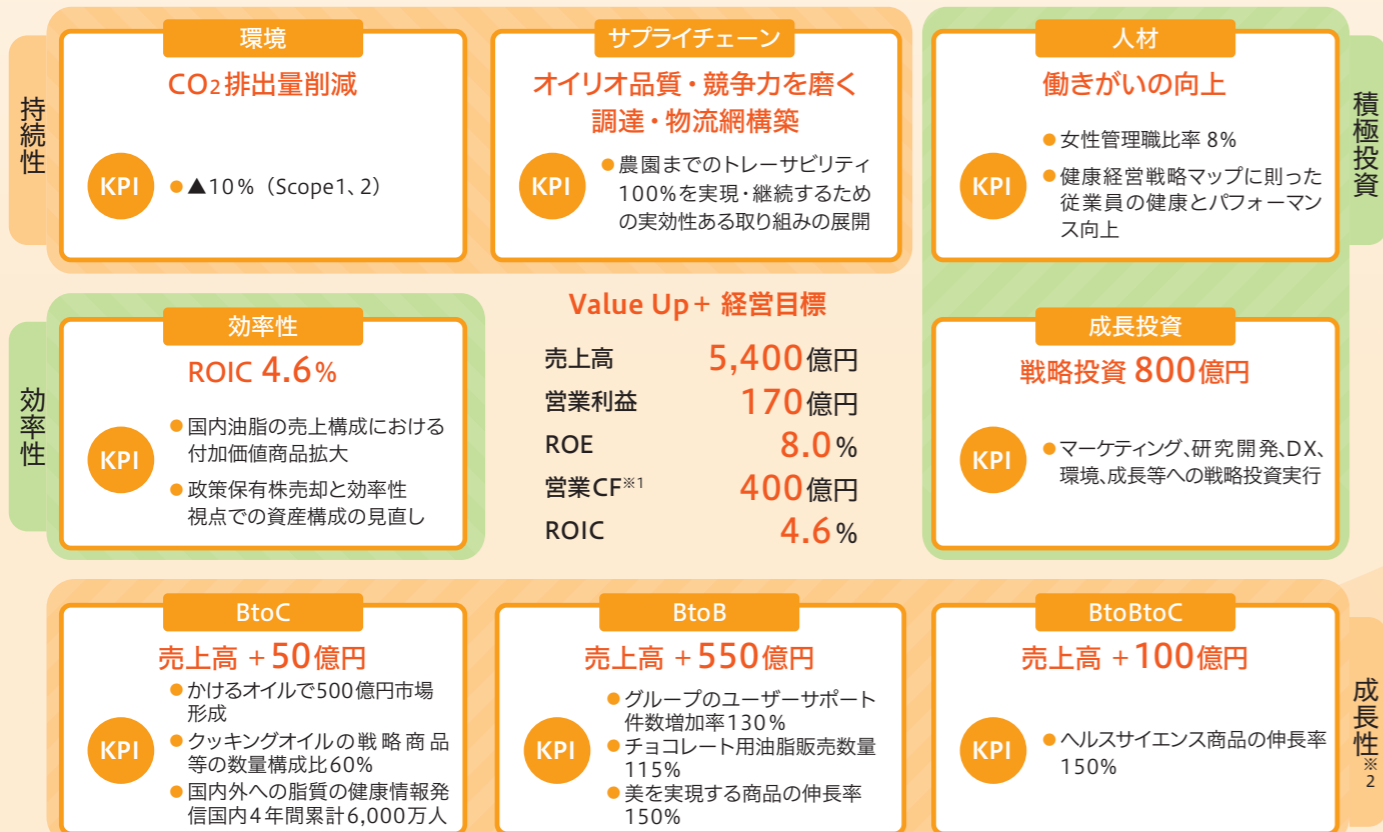 持続性
環境
CO2排出量削減
KPI
●▲10%（Scope1、2）
サプライチェーン
オイリオ品質・競争力を磨く
調達・物流網構築
KPI
●農園までのトレーサビリティ
100%を実現・継続するため
の実効性ある取り組みの展開
人材
働きがいの向上
KPI
●女性管理職比率 8%
●健康経営戦略マップに則った
従業員の健康とパフォーマン
ス向上
積極投資
効率性
効率性
ROIC 4.6%
KPI
●国内油脂の売上構成における
付加価値商品拡大
●政策保有株売却と効率性
視点での資産構成の見直し
Value Up+ 経営目標
売上高 5,400億円
営業利益 170億円
ROE 8.0%
営業CF※1 400億円
ROIC 4.6%
成長投資
戦略投資 800億円
KPI
●マーケティング、研究開発、DX、
環境、成長等への戦略投資実行
BtoC
売上高 +50億円
KPI
●かけるオイルで500億円市場
形成
●クッキングオイルの戦略商品
等の数量構成比60%
●国内外への脂質の健康情報発
信国内4年間累計6,000万人
BtoB
売上高 +550億円
KPI
●グループのユーザーサポート
件数増加率130%
●チョコレート用油脂販売数量
115%
●美を実現する商品の伸長率
150%
BtoBtoC
売上高 +100億円
KPI
●ヘルスサイエンス商品の伸長率
150%
成長性※2